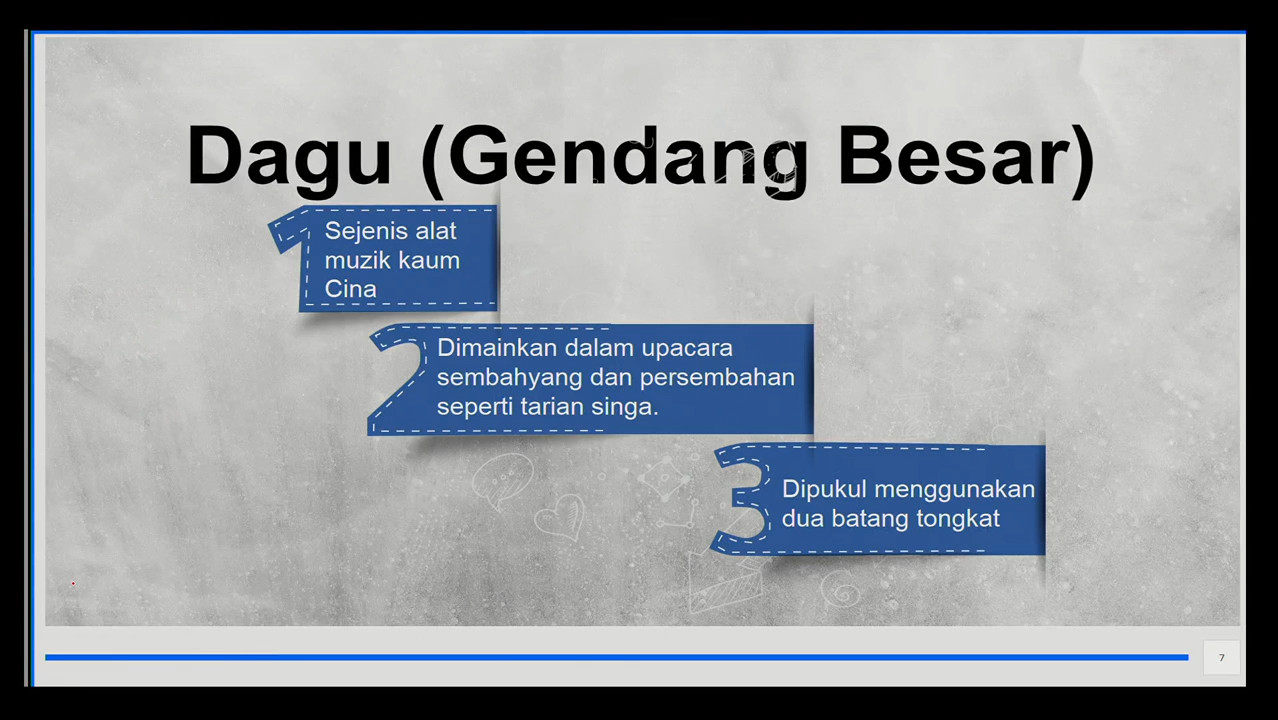 Dagu (Gendang Besar)
1
Sejenis alat
muzik kaum
Cina
2
Dimainkan dalam upacara
sembahyang dan persembahan
seperti tarian singa.
3
Dipukul menggunakan
dua batang tongkat
7